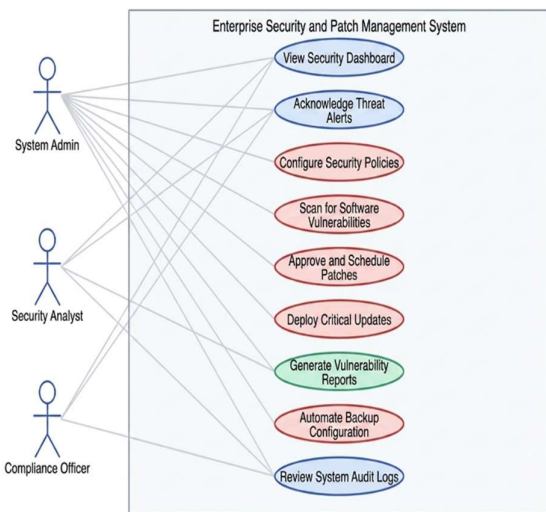 Enterprise Security and Patch Management System
View Security Dashboard
Acknowledge Threat
Alerts
System Admin
Configure Security Policies
Scan for Software
Vulnerabilities
Approve and Schedule
Patches
Security Analyst
Deploy Critical Updates
Generate Vulnerability
Reports
Automate Backup
Configuration
Compliance Officer
Review System Audit Logs